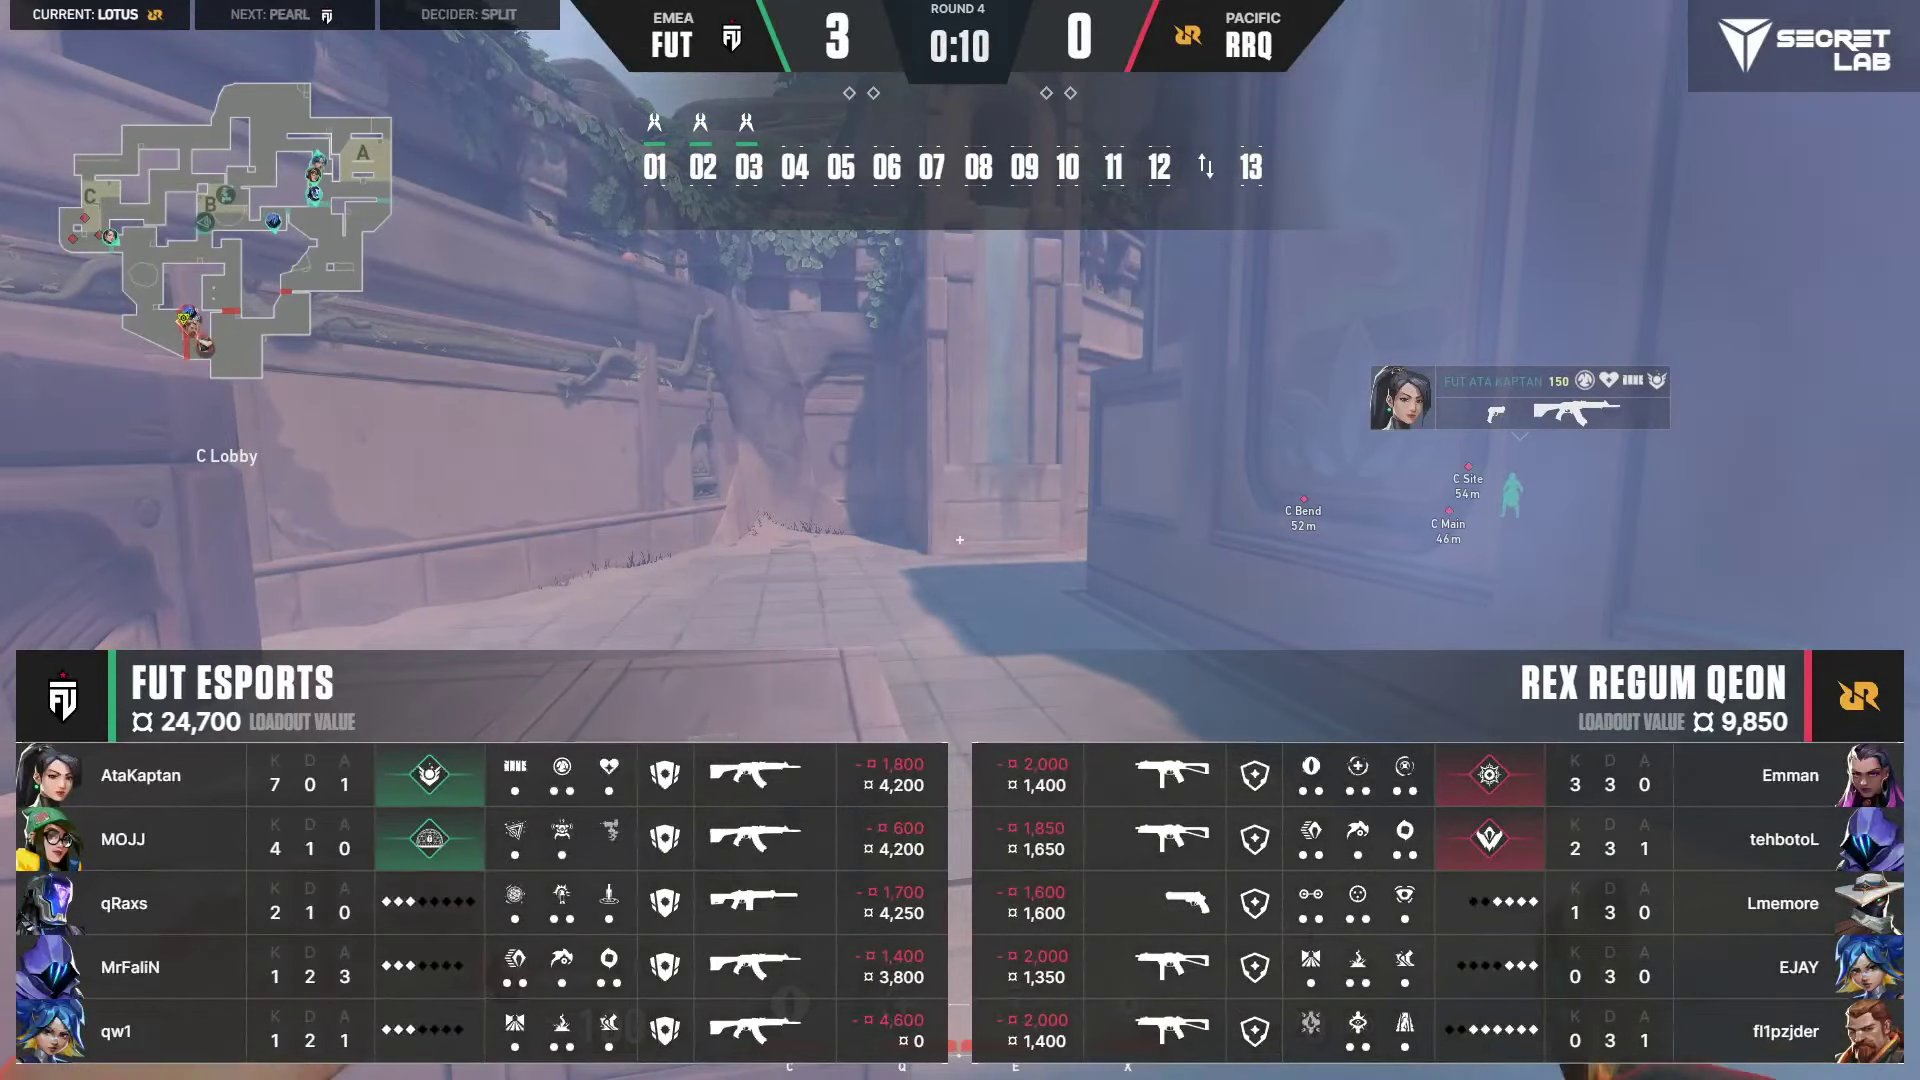 CURRENT: LOTUS
NEXT: PEARL
DECIDER: SPLIT
EMEA
FUT
3
ROUND 4
0:10
0
PACIFIC
RRQ
SECRET
LAB
01 02 03 04 05 06 07 08 09 10 11 12 13
A
B
C
C Lobby
FUT ATA KAPTAN 150
C Site
54m
C Bend
52m
C Main
46m
FUT ESPORTS
24,700 LOADOUT VALUE
REX REGUM QEON
LOADOUT VALUE 9,850
AtaKaptan
K D A
7 0 1
- 1,800
4,200
MOJJ
K D A
4 1 0
- 600
4,200
qRaxs
K D A
2 1 0
- 1,700
4,250
MrFaliN
K D A
1 2 3
- 1,400
3,800
qw1
K D A
1 2 1
- 4,600
0
- 2,000
1,400
K D A
3 3 0
Emman
- 1,850
1,650
K D A
2 3 1
tehbotoL
- 1,600
1,600
K D A
1 3 0
Lmemore
- 2,000
1,350
K D A
0 3 0
EJAY
- 2,000
1,400
K D A
0 3 1
fl1pzjder
C Q E X